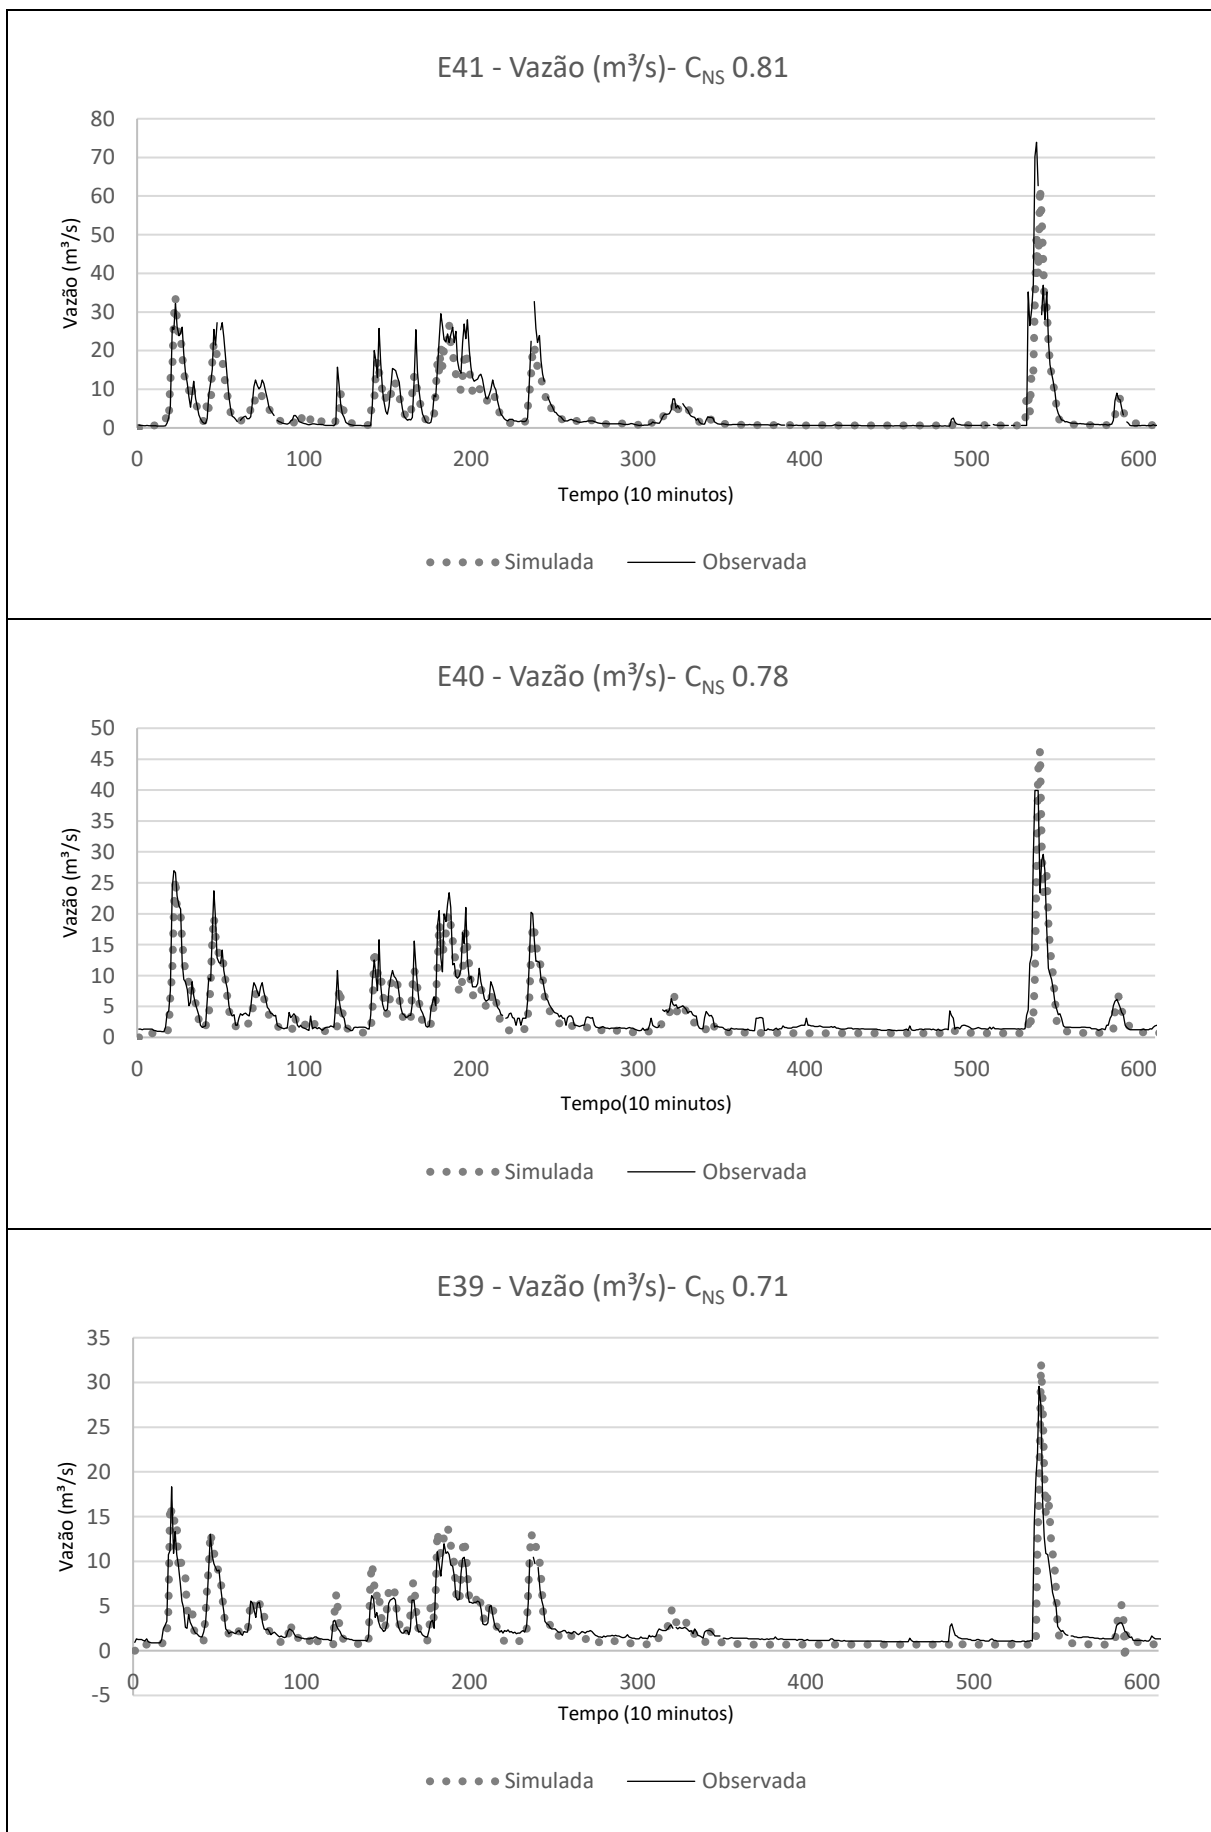 E41 - Vazão (m³/s)- C_NS 0.81
80
70
60
50
40
30
20
10
0
Vazão (m³/s)
0 100 200 300 400 500 600
Tempo (10 minutos)
Simulada Observada
E40 - Vazão (m³/s)- C_NS 0.78
50
45
40
35
30
25
20
15
10
5
0
Vazão (m³/s)
0 100 200 300 400 500 600
Tempo(10 minutos)
Simulada Observada
E39 - Vazão (m³/s)- C_NS 0.71
35
30
25
20
15
10
5
0
-5
Vazão (m³/s)
0 100 200 300 400 500 600
Tempo (10 minutos)
Simulada Observada